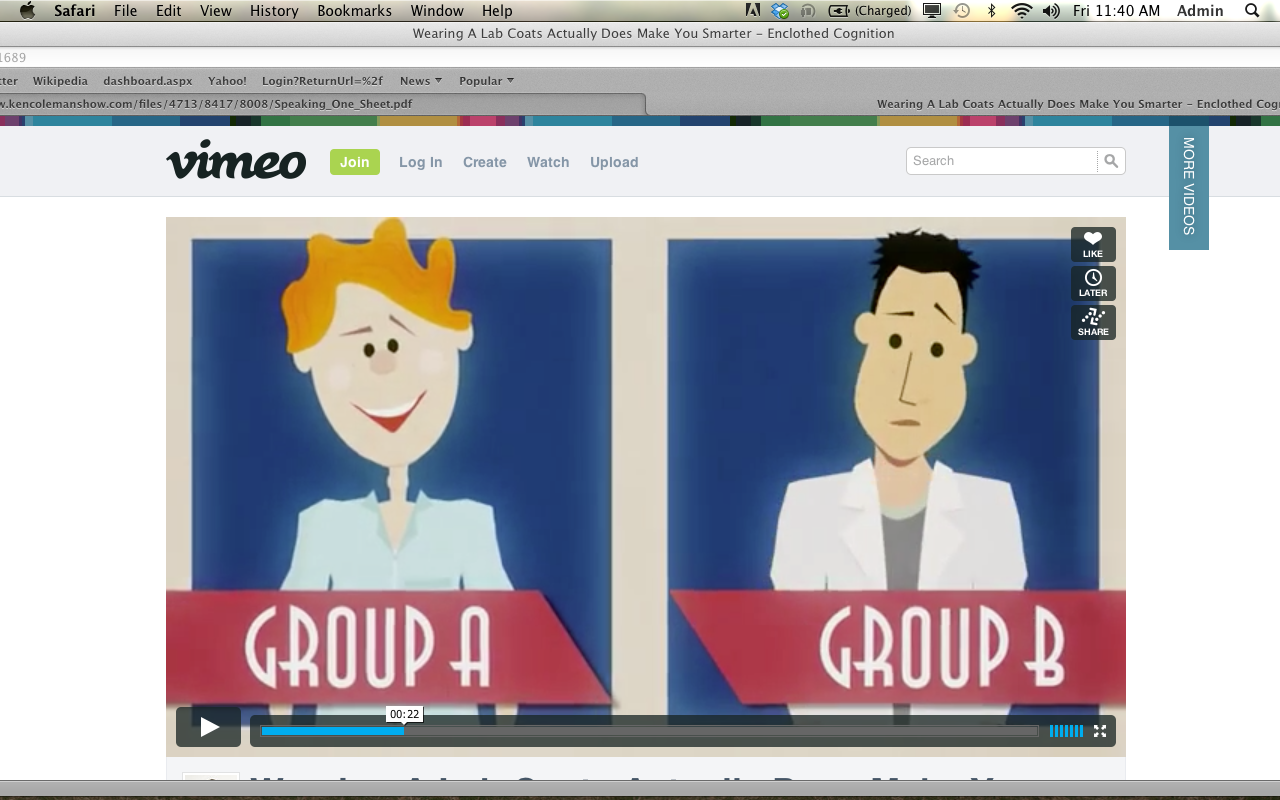 Safari File Edit View History Bookmarks Window Help (Charged) Fri 11:40 AM Admin
Wearing A Lab Coats Actually Does Make You Smarter – Enclothed Cognition
1689
tter Wikipedia dashboard.aspx Yahoo! Login?ReturnUrl=%2f News Popular
w.kencolemanshow.com/files/4713/8417/8008/Speaking_One_Sheet.pdf Wearing A Lab Coats Actually Does Make You Smarter – Enclothed Cogn
vimeo Join Log In Create Watch Upload Search
MORE VIDEOS
LIKE
LATER
SHARE
GROUP A GROUP B
00:22